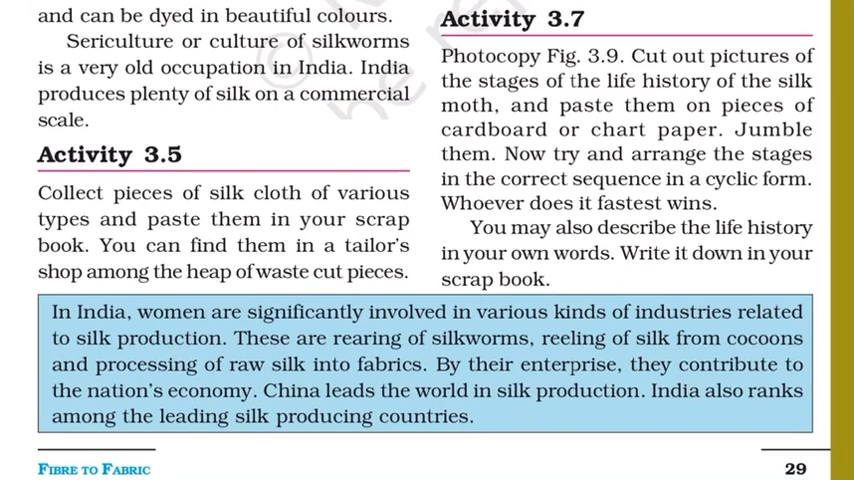 and can be dyed in beautiful colours.
Sericulture or culture of silkworms
is a very old occupation in India. India
produces plenty of silk on a commercial
scale.
Activity 3.5
Collect pieces of silk cloth of various
types and paste them in your scrap
book. You can find them in a tailor's
shop among the heap of waste cut pieces.
Activity 3.7
Photocopy Fig. 3.9. Cut out pictures of
the stages of the life history of the silk
moth, and paste them on pieces of
cardboard or chart paper. Jumble
them. Now try and arrange the stages
in the correct sequence in a cyclic form.
Whoever does it fastest wins.
You may also describe the life history
in your own words. Write it down in your
scrap book.
In India, women are significantly involved in various kinds of industries related
to silk production. These are rearing of silkworms, reeling of silk from cocoons
and processing of raw silk into fabrics. By their enterprise, they contribute to
the nation's economy. China leads the world in silk production. India also ranks
among the leading silk producing countries.
FIBRE TO FABRIC
29